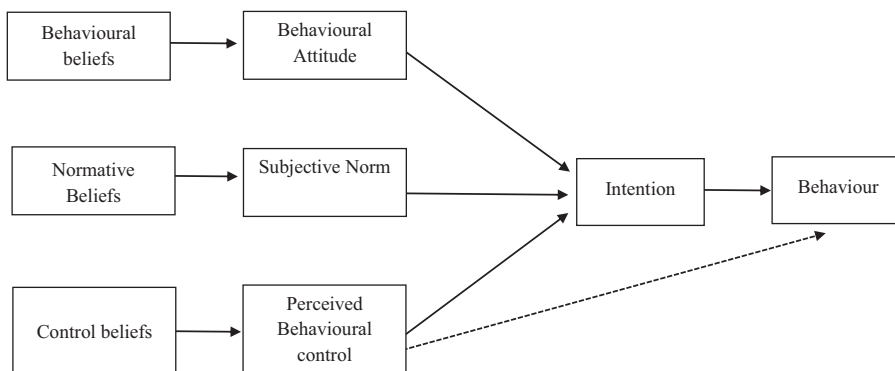 Behavioural
beliefs
Behavioural
Attitude
Normative
Beliefs
Subjective Norm
Intention
Behaviour
Control beliefs
Perceived
Behavioural
control